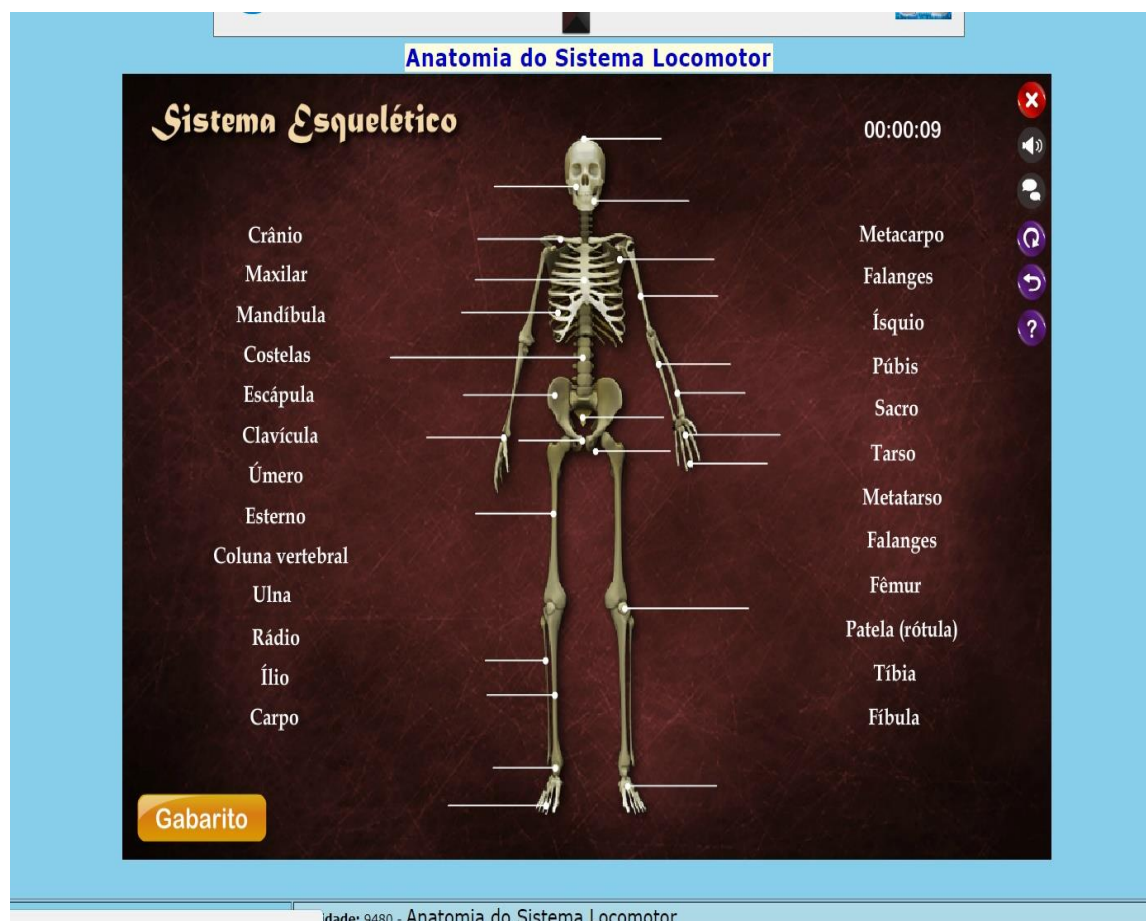 Anatomia do Sistema Locomotor
Sistema Esquelético
00:00:09
Crânio
Maxilar
Mandíbula
Costelas
Escápula
Clavícula
Úmero
Esterno
Coluna vertebral
Ulna
Rádio
Ílio
Carpo
Metacarpo
Falanges
Ísquio
Púbis
Sacro
Tarso
Metatarso
Falanges
Fêmur
Patela (rótula)
Tíbia
Fíbula
?
Gabarito
idade: 9480 - Anatomia do Sistema Locomotor